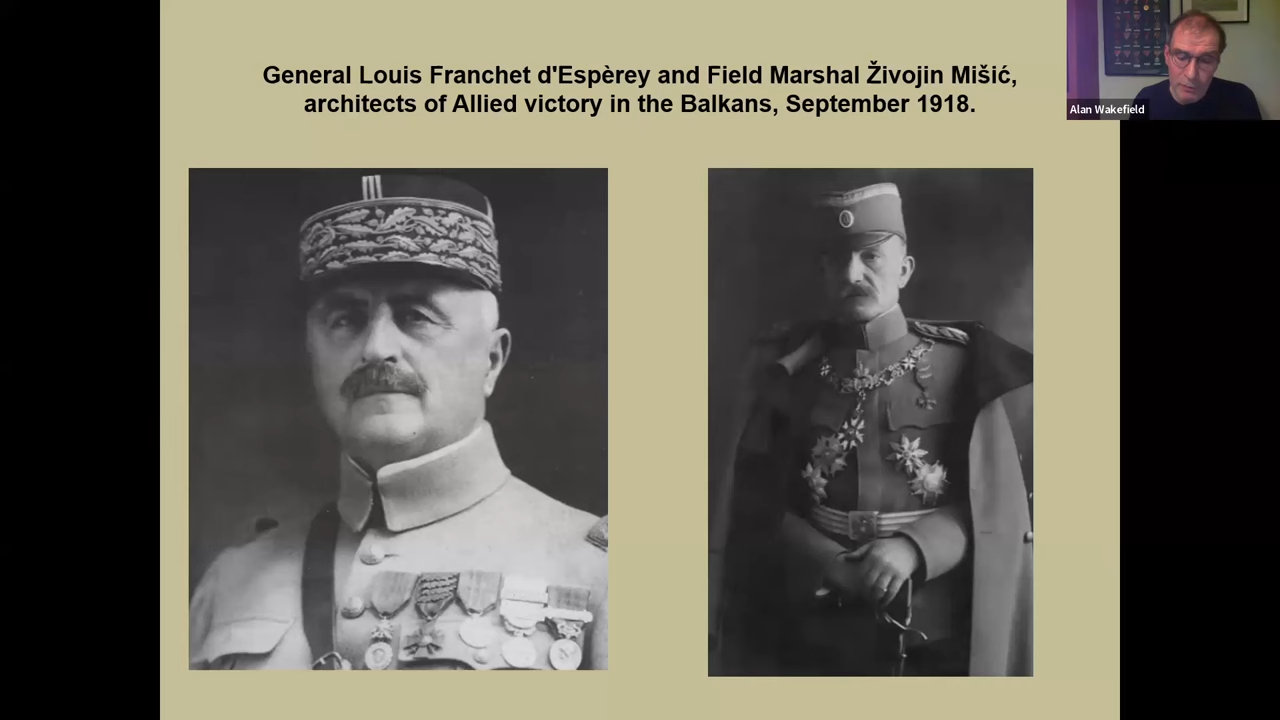 General Louis Franchet d'Espèrey and Field Marshal Živojin Mišić,
architects of Allied victory in the Balkans, September 1918.
Alan Wakefield